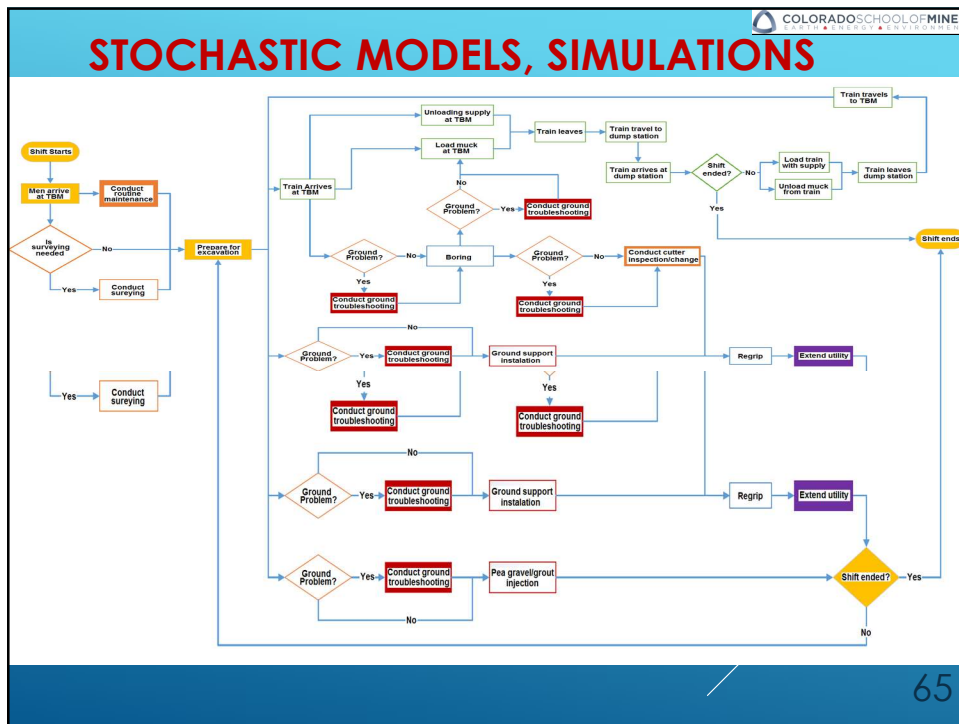 COLORADOSCHOOLOFMINE
EARTH ENERGY ENVIRONMEN
STOCHASTIC MODELS, SIMULATIONS
Train travels
to TBM
Unloading supply
at TBM
Load muck
at TBM
Train leaves
Train travel to
dump station
Train arrives at
dump station
Shift
ended?
No
Yes
Load train
with supply
Unload muck
from train
Train leaves
dump station
Shift Starts
Men arrive
at TBM
Conduct
routine
maintenance
Is
surveying
needed
No
Yes
Conduct
sureying
Prepare for
excavation
Train Arrives
at TBM
No
Ground
Problem?
Yes
Conduct ground
troubleshooting
Shift ends
Ground
Problem?
No
Boring
Ground
Problem?
No
Conduct cutter
inspection/change
Yes
Conduct ground
troubleshooting
Yes
Conduct ground
troubleshooting
No
Ground
Problem?
Yes
Conduct ground
troubleshooting
Ground support
instalation
Regrip
Extend utility
Yes
Conduct
sureying
Yes
Conduct ground
troubleshooting
Yes
Conduct ground
troubleshooting
No
Ground
Problem?
Yes
Conduct ground
troubleshooting
Ground support
instalation
Regrip
Extend utility
Ground
Problem?
Yes
Conduct ground
troubleshooting
Pea gravel/grout
injection
Shift ended?
Yes
No
No
65